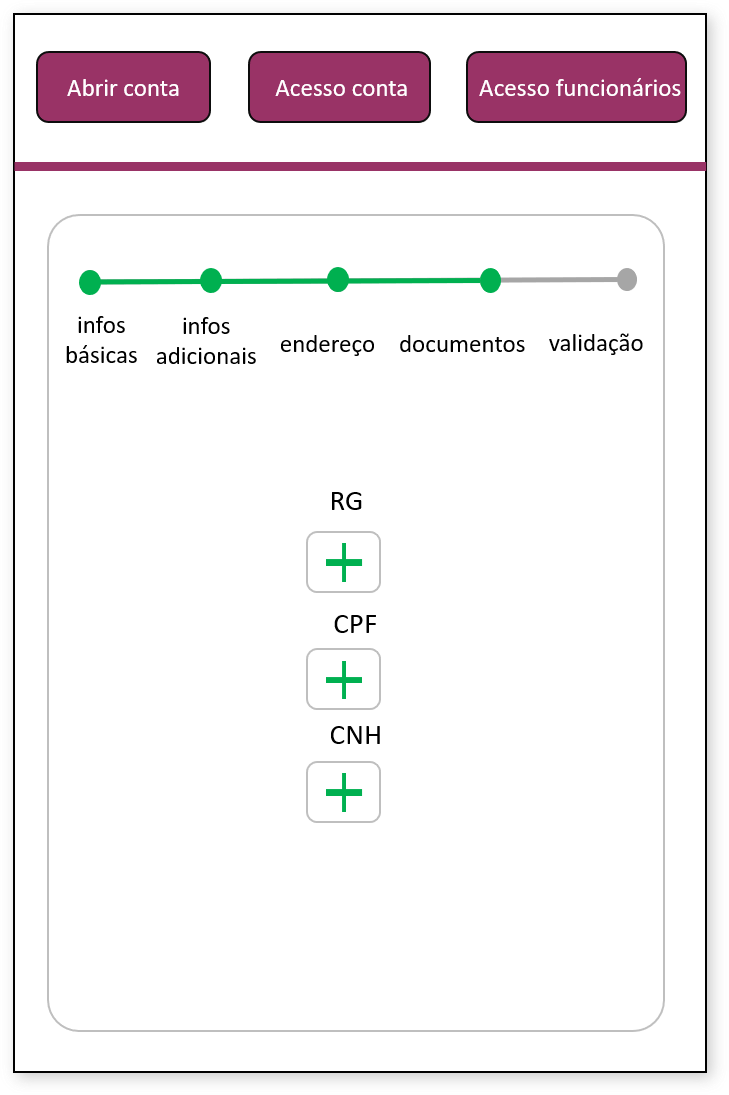 Abrir conta
Acesso conta
Acesso funcionários
infos
básicas
infos
adicionais
endereço
documentos
validação
RG
CPF
CNH